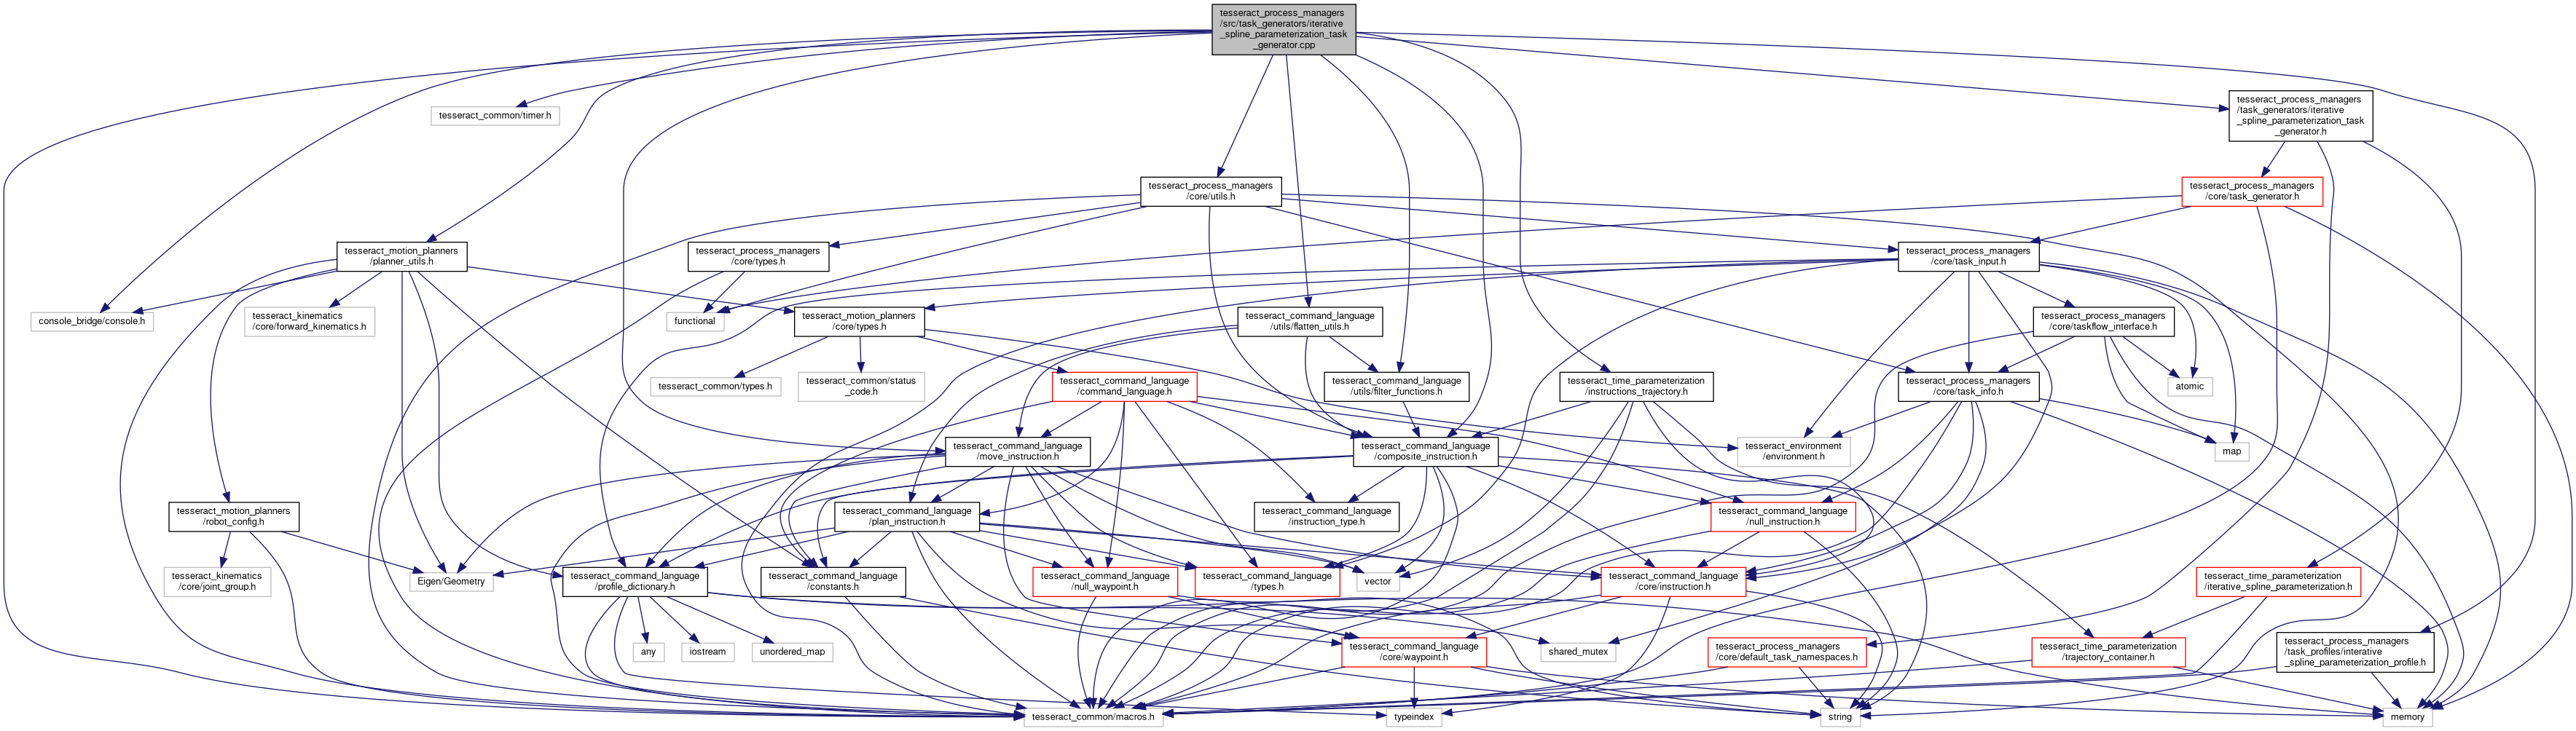 tesseract_process_managers
/src/task_generators/iterative
_spline_parameterization_task
_generator.cpp
tesseract_common/timer.h
tesseract_process_managers
/task_generators/iterative
_spline_parameterization_task
_generator.h
tesseract_process_managers
/core/utils.h
tesseract_process_managers
/core/task_generator.h
tesseract_motion_planners
/planner_utils.h
tesseract_process_managers
/core/types.h
tesseract_process_managers
/core/task_input.h
console_bridge/console.h
tesseract_kinematics
/core/forward_kinematics.h
functional
tesseract_motion_planners
/core/types.h
tesseract_command_language
/utils/flatten_utils.h
tesseract_process_managers
/core/taskflow_interface.h
tesseract_common/types.h
tesseract_common/status
_code.h
tesseract_command_language
/command_language.h
tesseract_command_language
/utils/filter_functions.h
tesseract_time_parameterization
/instructions_trajectory.h
tesseract_process_managers
/core/task_info.h
atomic
tesseract_command_language
/move_instruction.h
tesseract_environment
/environment.h
tesseract_command_language
/composite_instruction.h
map
tesseract_motion_planners
/robot_config.h
tesseract_command_language
/plan_instruction.h
tesseract_command_language
/instruction_type.h
tesseract_command_language
/null_instruction.h
tesseract_kinematics
/core/joint_group.h
Eigen/Geometry
tesseract_command_language
/profile_dictionary.h
tesseract_command_language
/constants.h
tesseract_command_language
/null_waypoint.h
tesseract_command_language
/types.h
vector
tesseract_command_language
/core/instruction.h
tesseract_time_parameterization
/iterative_spline_parameterization.h
any
iostream
unordered_map
shared_mutex
tesseract_command_language
/core/waypoint.h
tesseract_process_managers
/core/default_task_namespaces.h
tesseract_time_parameterization
/trajectory_container.h
tesseract_process_managers
/task_profiles/interative
_spline_parameterization_profile.h
tesseract_common/macros.h
typeindex
string
memory